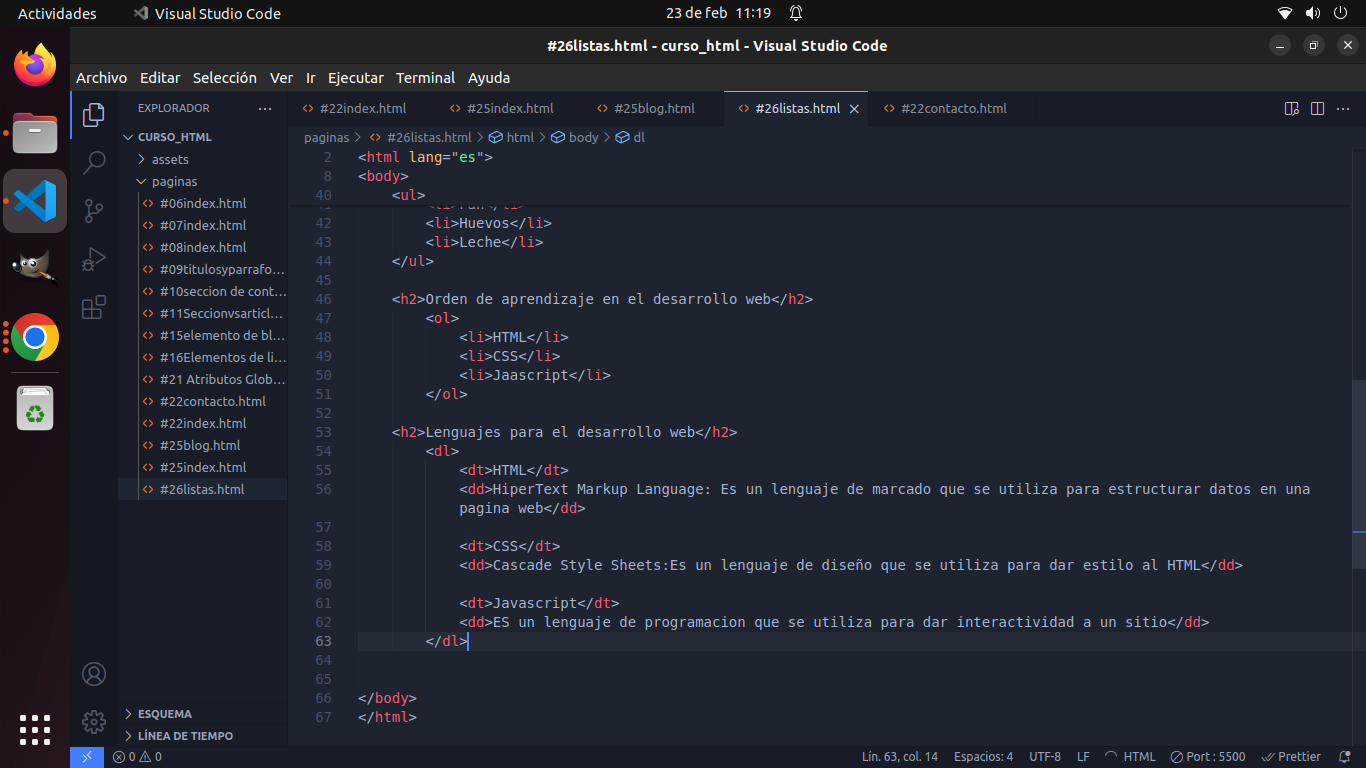 Actividades
Visual Studio Code
23 de feb 11:19
#26listas.html - curso_html - Visual Studio Code
Archivo Editar Selección Ver Ir Ejecutar Terminal Ayuda
EXPLORADOR
CURSO_HTML
assets
paginas
#06index.html
#07index.html
#08index.html
#09titulosyparrafo...
#10seccion de cont...
#11Seccionvsarticl...
#15elemento de bl...
#16Elementos de li...
#21 Atributos Glob...
#22contacto.html
#22index.html
#25blog.html
#25index.html
#26listas.html
ESQUEMA
LÍNEA DE TIEMPO
#22index.html #25index.html #25blog.html #26listas.html #22contacto.html
paginas > #26listas.html > html > body > dl
2 <html lang="es">
8 <body>
40 <ul>
41 <li>Pan</li>
42 <li>Huevos</li>
43 <li>Leche</li>
44 </ul>
45
46 <h2>Orden de aprendizaje en el desarrollo web</h2>
47 <ol>
48 <li>HTML</li>
49 <li>CSS</li>
50 <li>Jaascript</li>
51 </ol>
52
53 <h2>Lenguajes para el desarrollo web</h2>
54 <dl>
55 <dt>HTML</dt>
56 <dd>HiperText Markup Language: Es un lenguaje de marcado que se utiliza para estructurar datos en una
pagina web</dd>
57
58 <dt>CSS</dt>
59 <dd>Cascade Style Sheets:Es un lenguaje de diseño que se utiliza para dar estilo al HTML</dd>
60
61 <dt>Javascript</dt>
62 <dd>ES un lenguaje de programacion que se utiliza para dar interactividad a un sitio</dd>
63 </dl>
64
65
66 </body>
67 </html>
0 0
Lín. 63, col. 14 Espacios: 4 UTF-8 LF HTML Port : 5500 Prettier